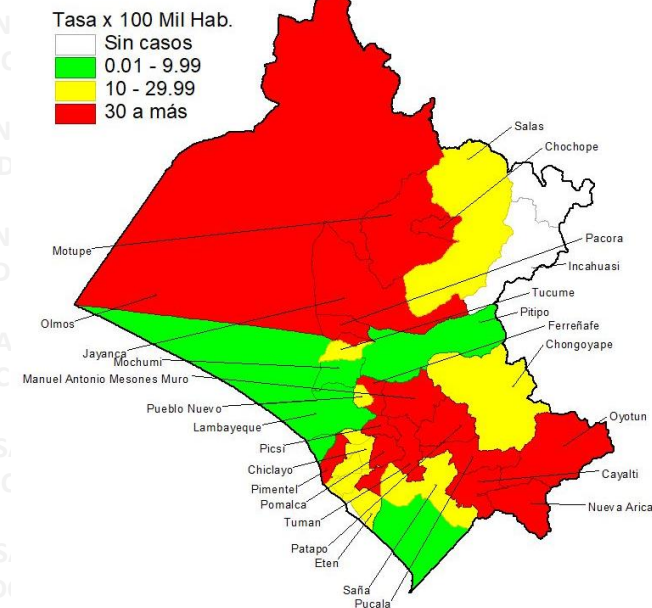 Tasa x 100 Mil Hab.
Sin casos
0.01 - 9.99
10 - 29.99
30 a más
Salas
Chochope
Motupe
Pacora
Incahuasi
Tucume
Olmos
Pitipo
Ferreñafe
Jayanca
Chongoyape
Mochumi
Manuel Antonio Mesones Muro
Pueblo Nuevo
Oyotun
Lambayeque
Picsi
Chiclayo
Cayalti
Pimentel
Pomalca
Nueva Arica
Tuman
Patapo
Eten
Saña
Pucala